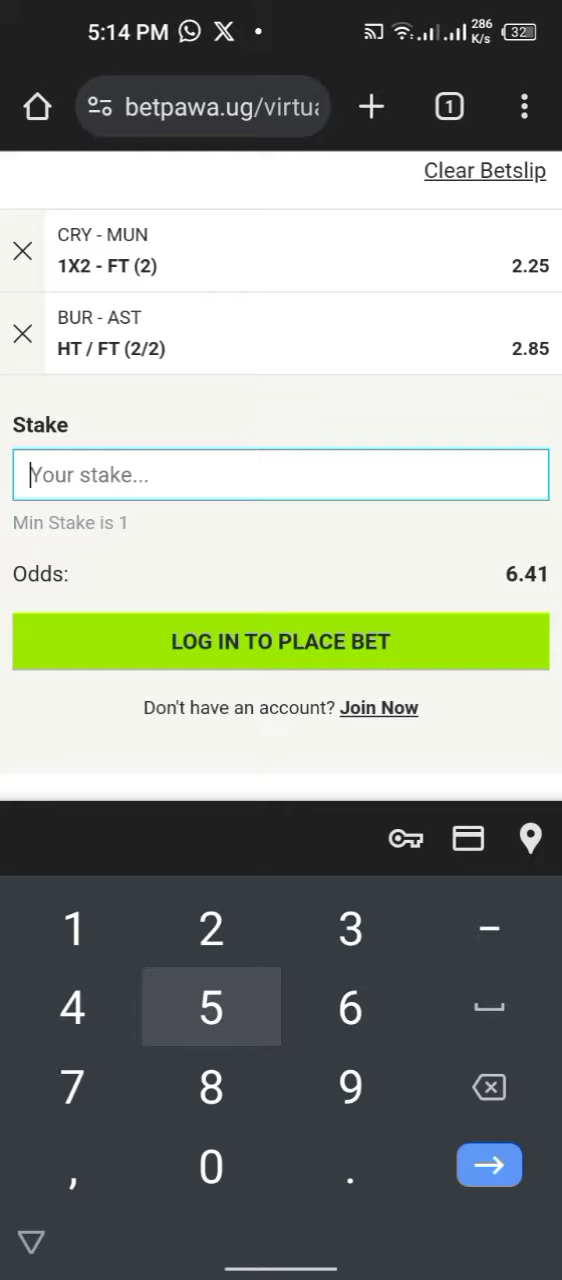 5:14 PM 286 K/s 32
betpawa.ug/virtua 1
Clear Betslip
CRY - MUN
1X2 - FT (2) 2.25
BUR - AST
HT / FT (2/2) 2.85
Stake
Your stake...
Min Stake is 1
Odds: 6.41
LOG IN TO PLACE BET
Don't have an account? Join Now
1 2 3 –
4 5 6
7 8 9
, 0 .